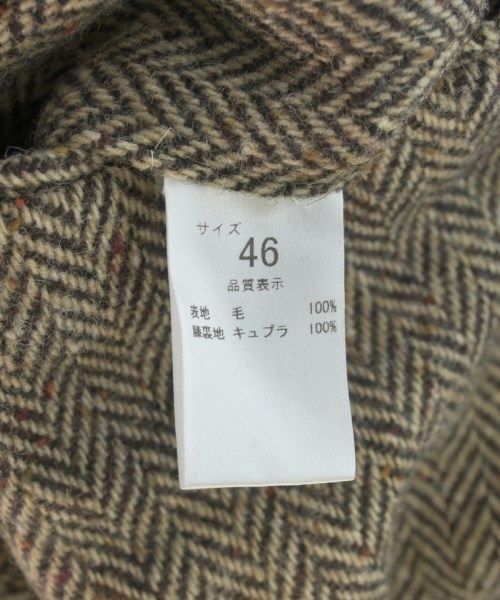 サイズ
46
品質表示
表地 毛 100%
膝裏地 キュプラ 100%